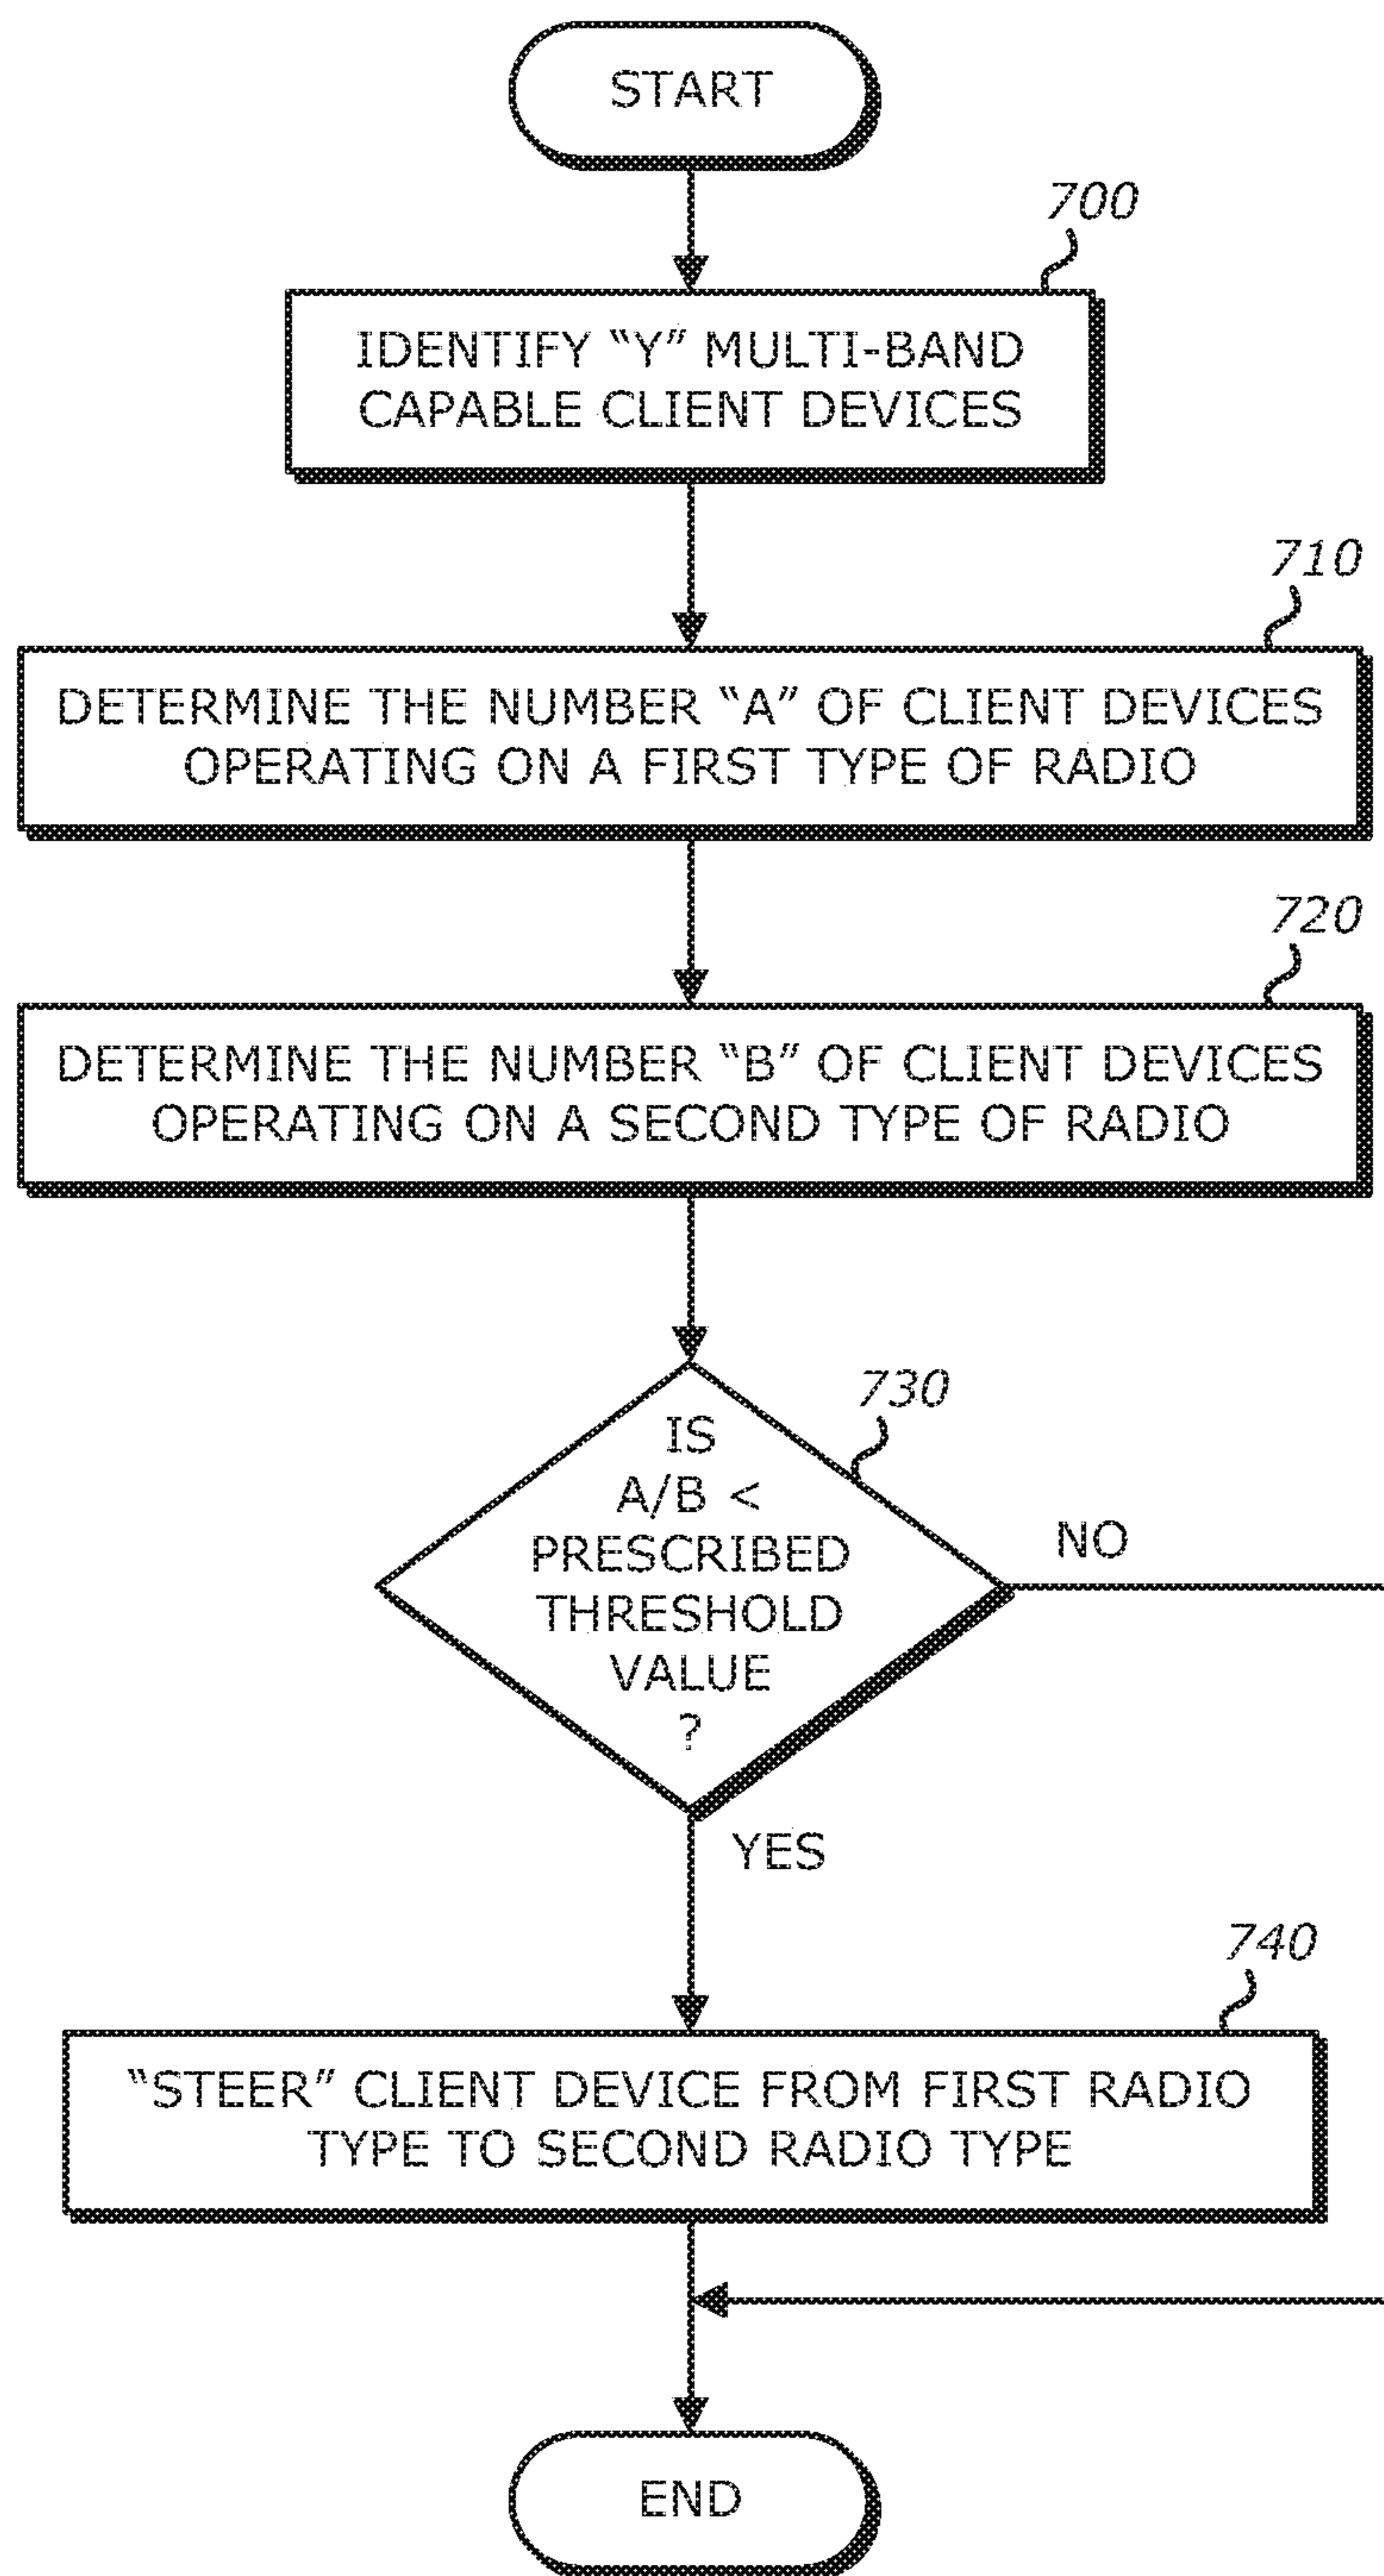 START
700
IDENTIFY “Y” MULTI-BAND
CAPABLE CLIENT DEVICES
710
DETERMINE THE NUMBER “A” OF CLIENT DEVICES
OPERATING ON A FIRST TYPE OF RADIO
720
DETERMINE THE NUMBER “B” OF CLIENT DEVICES
OPERATING ON A SECOND TYPE OF RADIO
730
IS
A/B <
PRESCRIBED
THRESHOLD
VALUE
?
NO
YES
740
“STEER” CLIENT DEVICE FROM FIRST RADIO
TYPE TO SECOND RADIO TYPE
END